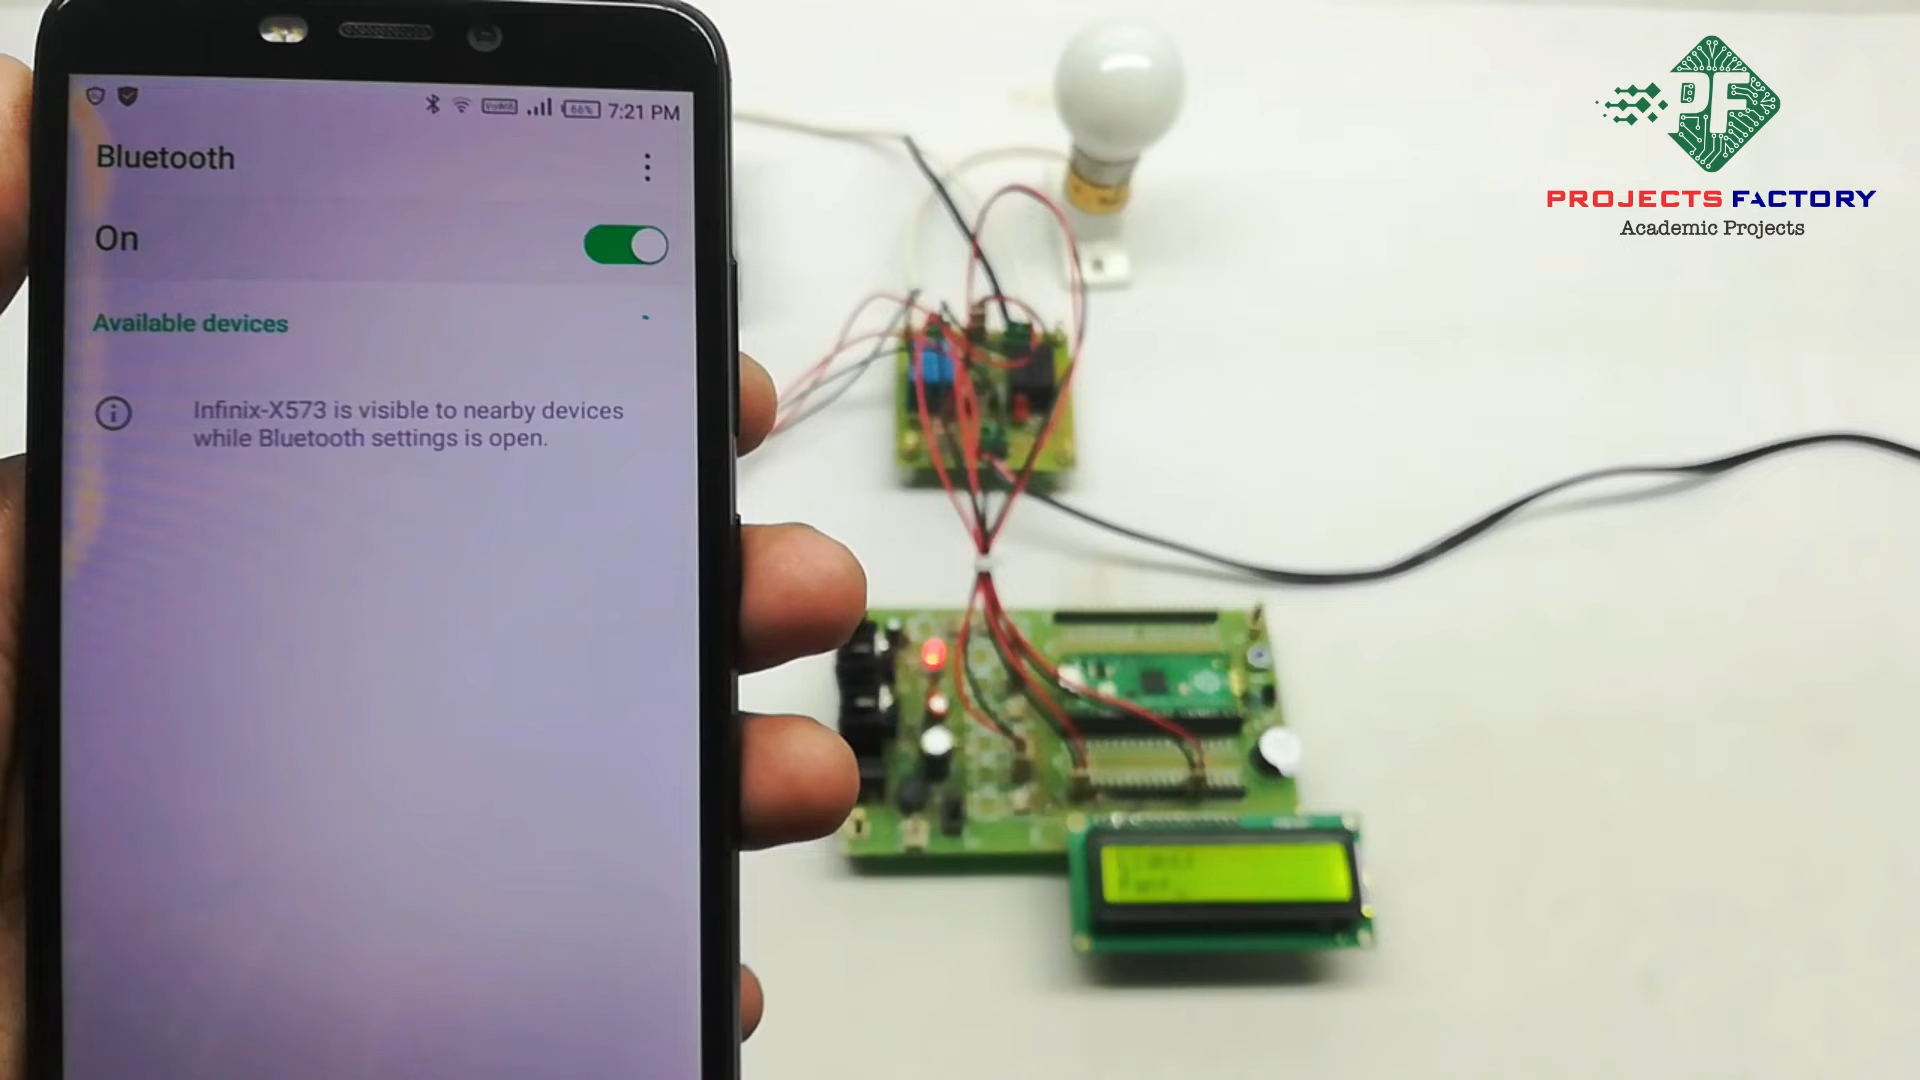 7:21 PM
Bluetooth
On
Available devices
Infinix-X573 is visible to nearby devices
while Bluetooth settings is open.
PF
PROJECTS FACTORY
Academic Projects